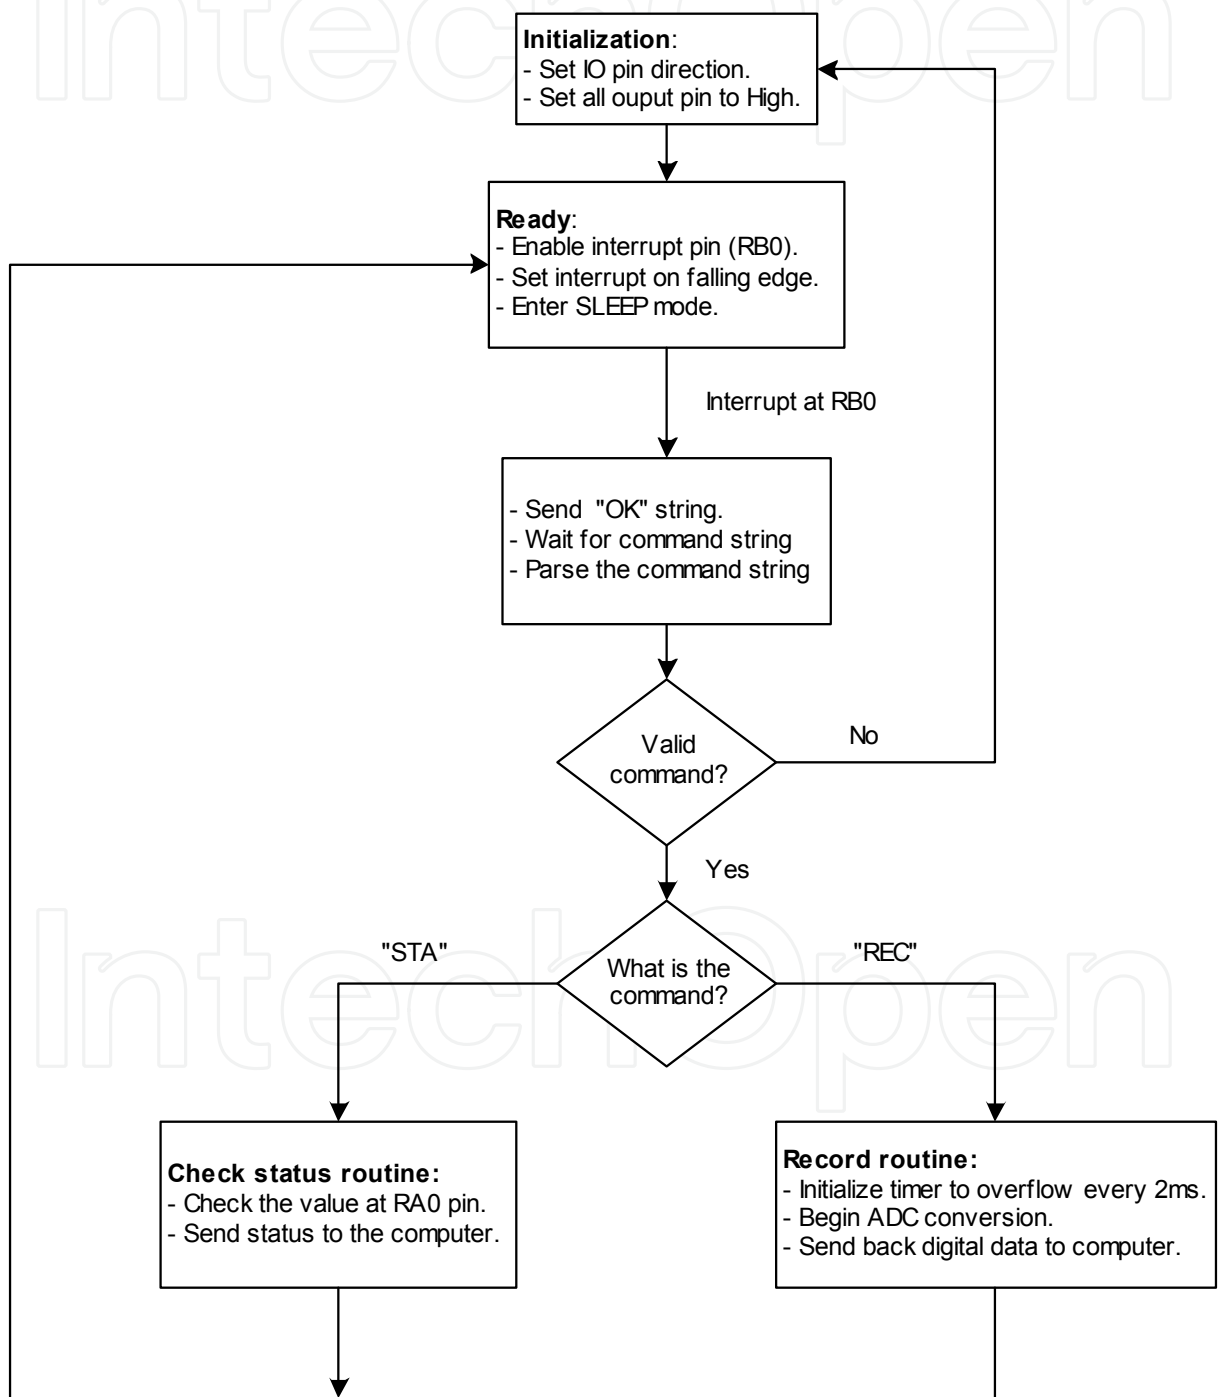 Initialization:
- Set IO pin direction.
- Set all ouput pin to High.
Ready:
- Enable interrupt pin (RB0).
- Set interrupt on falling edge.
- Enter SLEEP mode.
Interrupt at RB0
- Send "OK" string.
- Wait for command string
- Parse the command string
Valid
command?
No
Yes
"STA"
"REC"
What is the
command?
Check status routine:
- Check the value at RA0 pin.
- Send status to the computer.
Record routine:
- Initialize timer to overflow every 2ms.
- Begin ADC conversion.
- Send back digital data to computer.
IntechOpen
IntechOpen